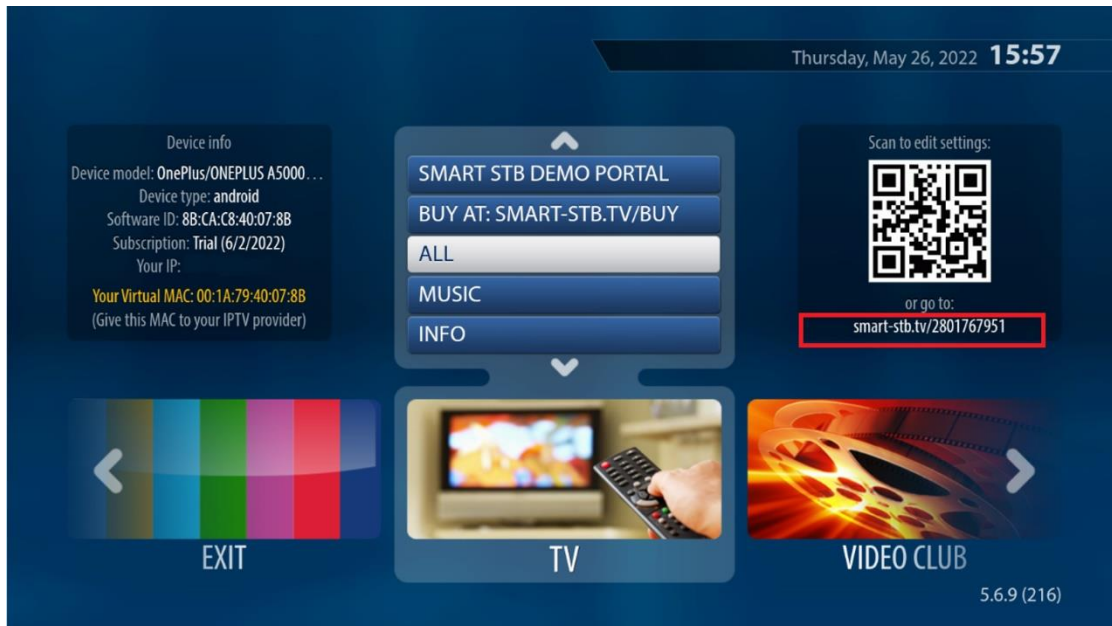 Thursday, May 26, 2022 15:57
Device info
Device model: OnePlus/ONEPLUS A5000...
Device type: android
Software ID: 8B:CA:C8:40:07:8B
Subscription: Trial (6/2/2022)
Your IP:
Your Virtual MAC: 00:1A:79:40:07:8B
(Give this MAC to your IPTV provider)
SMART STB DEMO PORTAL
BUY AT: SMART-STB.TV/BUY
ALL
MUSIC
INFO
Scan to edit settings:
or go to:
smart-stb.tv/2801767951
EXIT
TV
VIDEO CLUB
5.6.9 (216)